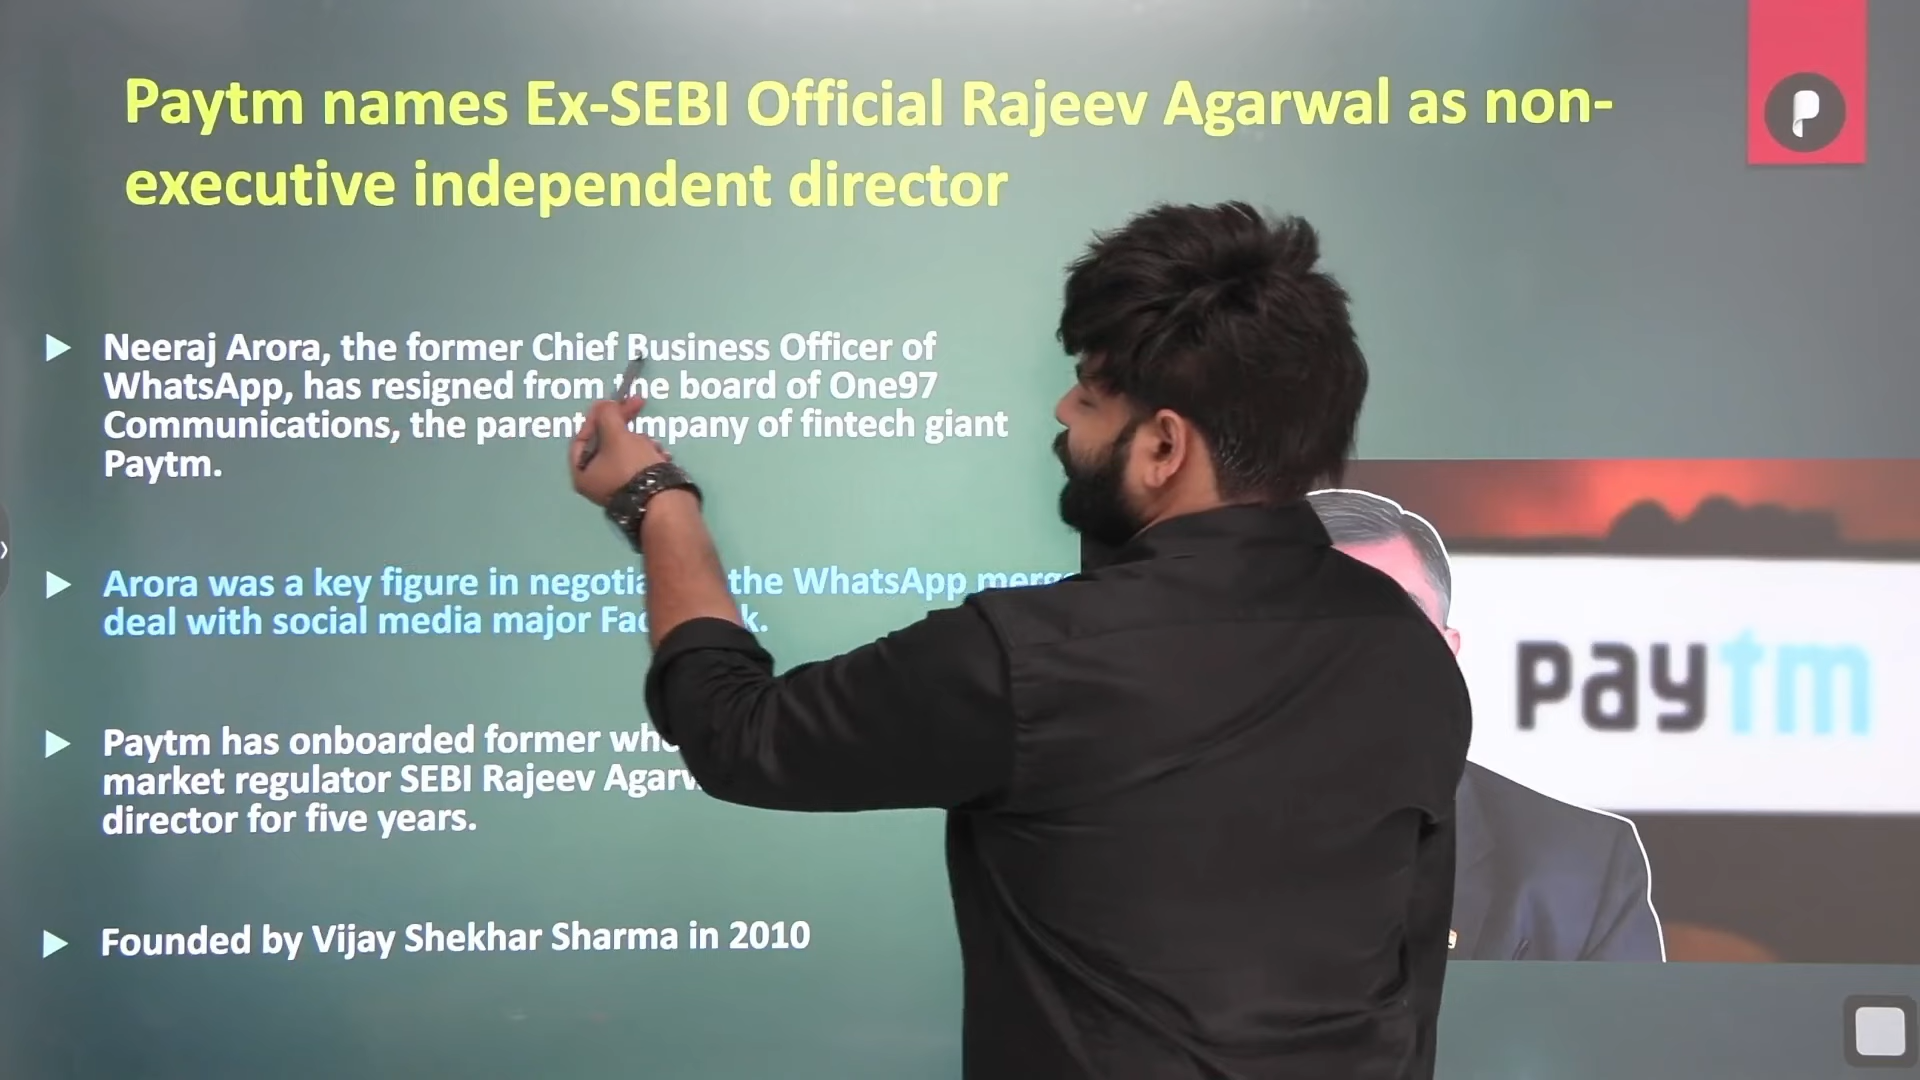 Paytm names Ex-SEBI Official Rajeev Agarwal as non-
executive independent director
Neeraj Arora, the former Chief Business Officer of
WhatsApp, has resigned from the board of One97
Communications, the parent company of fintech giant
Paytm.
Arora was a key figure in the WhatsApp
deal with social media major
Paytm has onboarded former
market regulator SEBI Rajeev
director for five years.
Founded by Vijay Shekhar Sharma in 2010
paytm